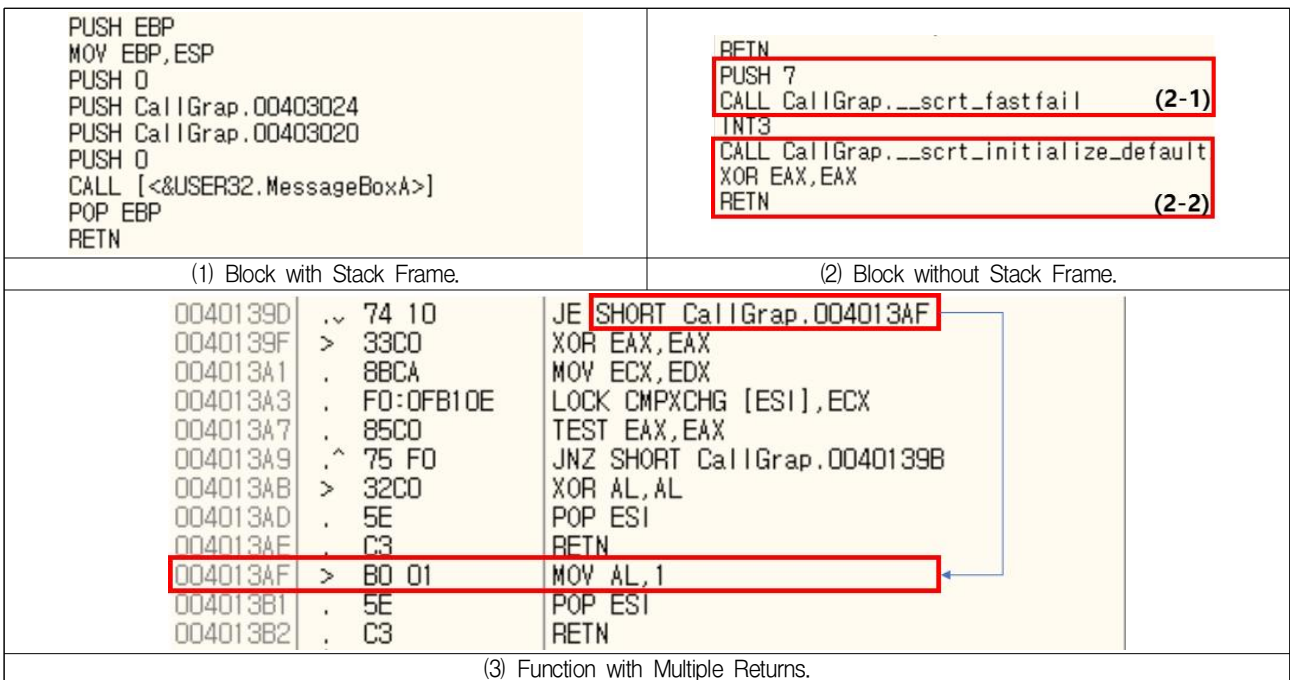 PUSH EBP
MOV EBP,ESP
PUSH 0
PUSH CallGrap.00403024
PUSH CallGrap.00403020
PUSH 0
CALL [<&USER32.MessageBoxA>]
POP EBP
RETN
(1) Block with Stack Frame.
RETN
PUSH 7
CALL CallGrap.__scrt_fastfail (2-1)
INT3
CALL CallGrap.__scrt_initialize_default
XOR EAX,EAX
RETN (2-2)
(2) Block without Stack Frame.
0040139D .ˇ 74 10 JE SHORT CallGrap.004013AF
0040139F > 33C0 XOR EAX,EAX
004013A1 . 8BCA MOV ECX,EDX
004013A3 . F0:0FB10E LOCK CMPXCHG [ESI],ECX
004013A7 . 85C0 TEST EAX,EAX
004013A9 .^ 75 F0 JNZ SHORT CallGrap.0040139B
004013AB > 32C0 XOR AL,AL
004013AD . 5E POP ESI
004013AE . C3 RETN
004013AF > B0 01 MOV AL,1
004013B1 . 5E POP ESI
004013B2 . C3 RETN
(3) Function with Multiple Returns.